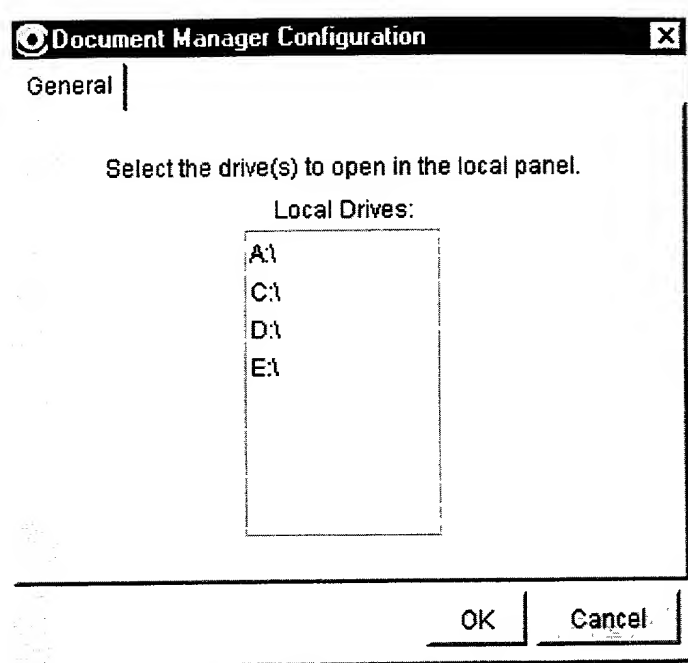 Document Manager Configuration
General
Select the drive(s) to open in the local panel.
Local Drives:
A:\
C:\
D:\
E:\
OK Cancel